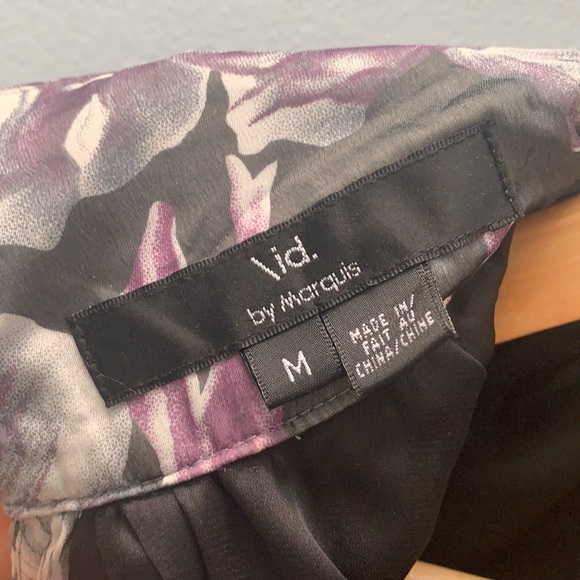 \id.
by Marquis
M
MADE IN/
FAIT AU
CHINA/CHINE